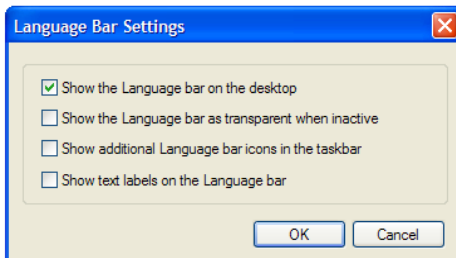 Language Bar Settings
Show the Language bar on the desktop
Show the Language bar as transparent when inactive
Show additional Language bar icons in the taskbar
Show text labels on the Language bar
OK Cancel